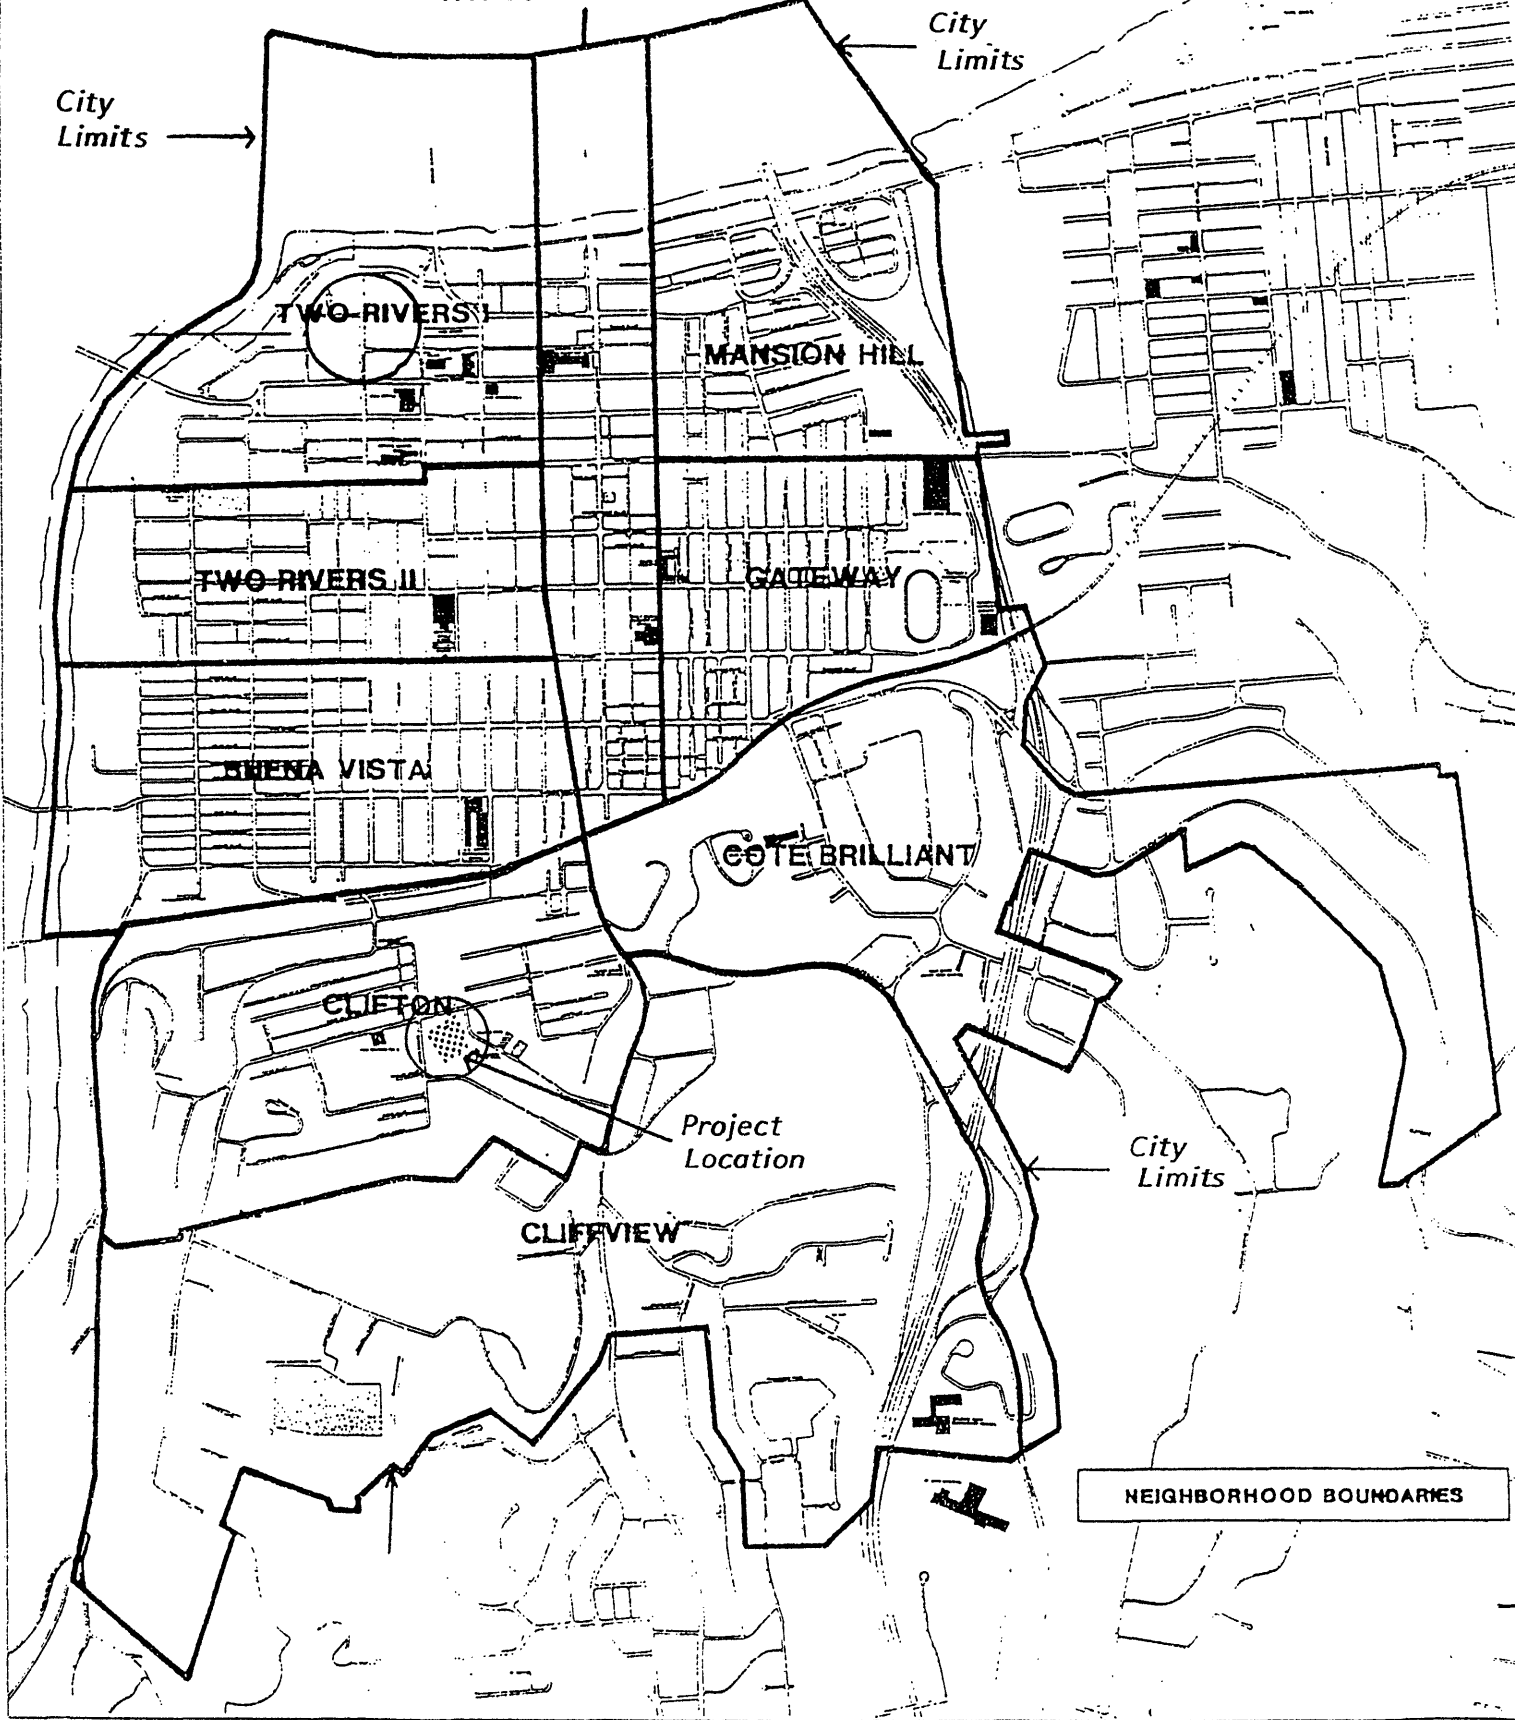 City
Limits
City
Limits
TWO RIVERS I
MANSION HILL
TWO RIVERS II
GATEWAY
BUENA VISTA
COTE BRILLIANT
CLIFTON
Project
Location
City
Limits
CLIFFVIEW
NEIGHBORHOOD BOUNDARIES